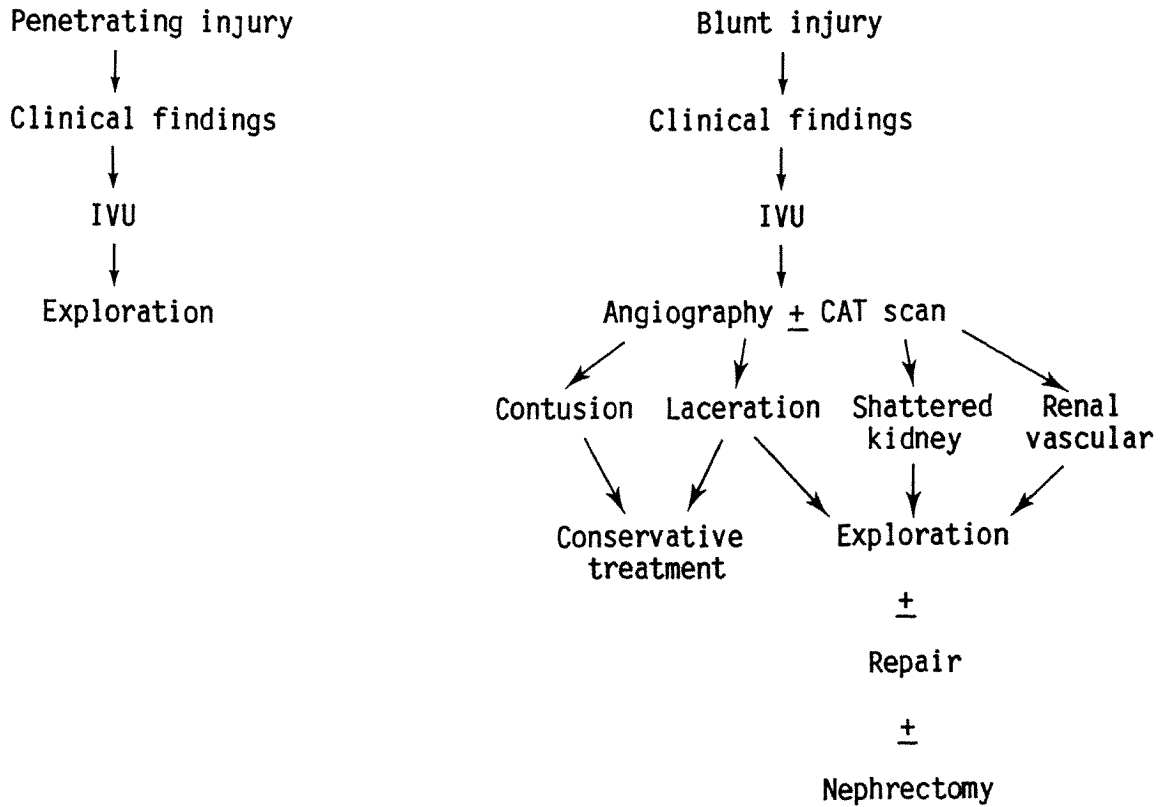 Penetrating injury
Clinical findings
IVU
Exploration
Blunt injury
Clinical findings
IVU
Angiography ± CAT scan
Contusion
Laceration
Shattered
kidney
Renal
vascular
Conservative
treatment
Exploration
±
Repair
±
Nephrectomy